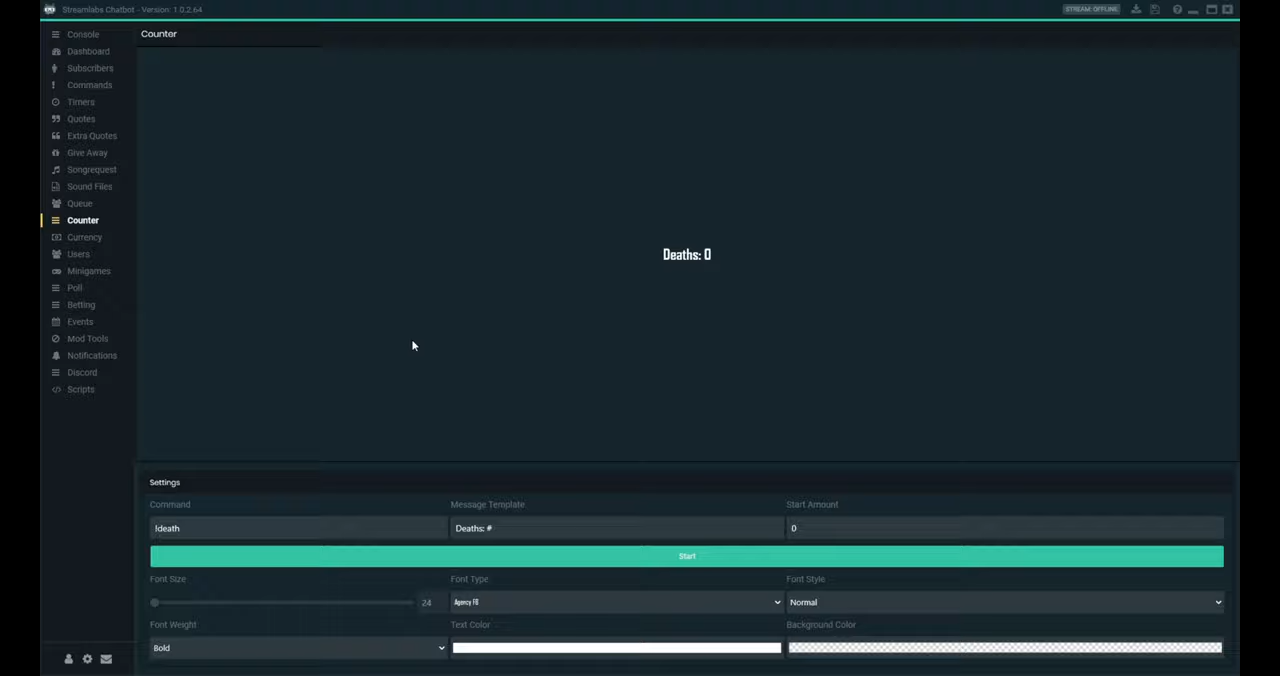 Streamlabs Chatbot - Version: 1.0.2.64
STREAM: OFFLINE
Console
Dashboard
Subscribers
Commands
Timers
Quotes
Extra Quotes
Give Away
Songrequest
Sound Files
Queue
Counter
Currency
Users
Minigames
Poll
Betting
Events
Mod Tools
Notifications
Discord
Scripts
Counter
Deaths: 0
Settings
Command
Message Template
Start Amount
!death
Deaths: #
0
Start
Font Size
Font Type
Font Style
24
Agency FB
Normal
Font Weight
Text Color
Background Color
Bold